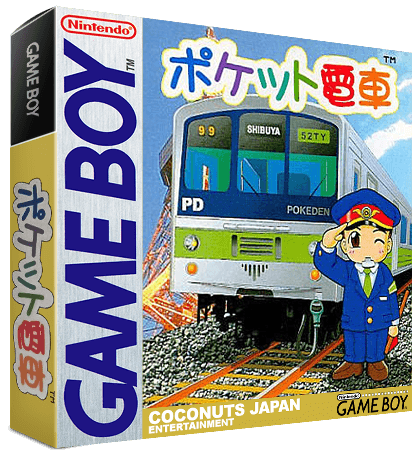 GAME BOY
ポケット電車
TM
Nintendo
GAME BOY
TM
ポケット電車
TM
99
SHIBUYA
52TY
PD
POKEDEN
COCONUTS JAPAN
ENTERTAINMENT
Nintendo
GAME BOY